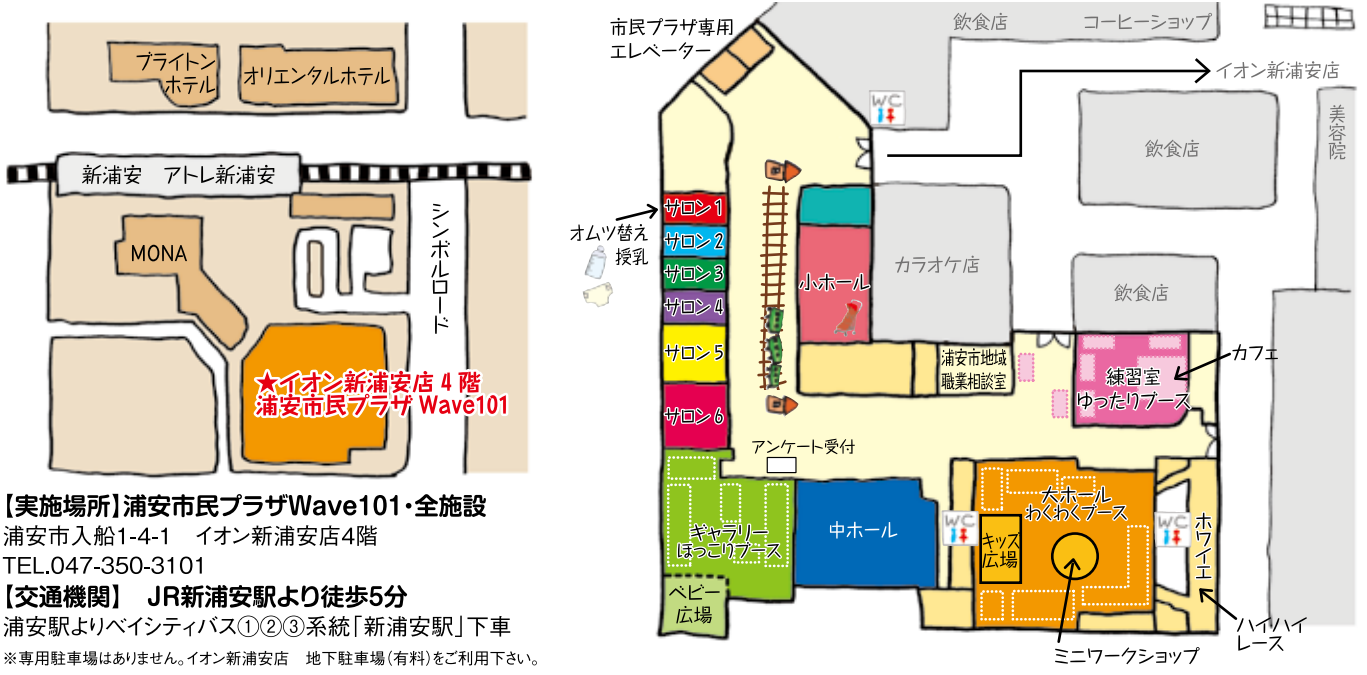 ブライトン
ホテル
オリエンタルホテル
新浦安　アトレ新浦安
MONA
シンボルロード
★イオン新浦安店 4 階
浦安市民プラザ Wave101
【実施場所】浦安市民プラザWave101・全施設
浦安市入船1-4-1　イオン新浦安店4階
TEL.047-350-3101
【交通機関】　JR新浦安駅より徒歩5分
浦安駅よりベイシティバス①②③系統「新浦安駅」下車
※専用駐車場はありません。イオン新浦安店　地下駐車場(有料)をご利用下さい。
市民プラザ専用
エレベーター
飲食店
コーヒーショップ
イオン新浦安店
WC
飲食店
美容院
サロン 1
オムツ替え
授乳
サロン 2
サロン 3
サロン 4
サロン 5
サロン 6
小ホール
カラオケ店
飲食店
浦安市地域
職業相談室
カフェ
練習室
ゆったりブース
アンケート受付
ギャラリー
ほっこりブース
中ホール
WC
大ホール
わくわくブース
キッズ
広場
WC
ホワイエ
ベビー
広場
ハイハイ
レース
ミニワークショップ